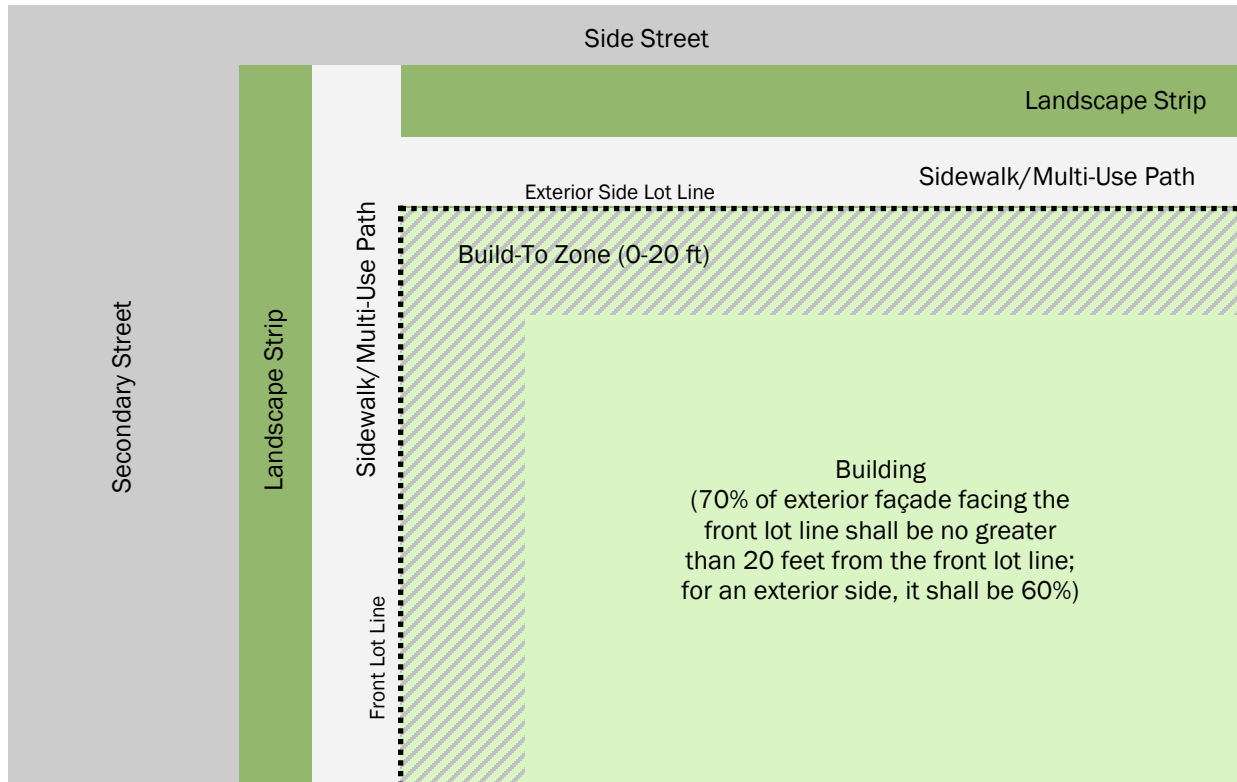 Side Street
Landscape Strip
Sidewalk/Multi-Use Path
Exterior Side Lot Line
Build-To Zone (0-20 ft)
Secondary Street
Landscape Strip
Sidewalk/Multi-Use Path
Front Lot Line
Building
(70% of exterior façade facing the
front lot line shall be no greater
than 20 feet from the front lot line;
for an exterior side, it shall be 60%)